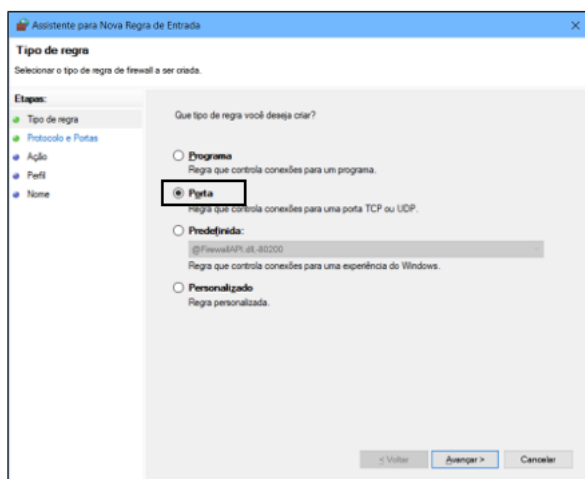 Assistente para Nova Regra de Entrada
Tipo de regra
Selecionar o tipo de regra de firewall a ser criada.
Etapas:
Tipo de regra
Protocolo e Portas
Ação
Perfil
Nome
Que tipo de regra você deseja criar?
Programa
Regra que controla conexões para um programa.
Porta
Regra que controla conexões para uma porta TCP ou UDP.
Predefinida:
@FirewallAPI.dll,-80200
Regra que controla conexões para uma experiência do Windows.
Personalizado
Regra personalizada.
< Voltar
Avançar >
Cancelar